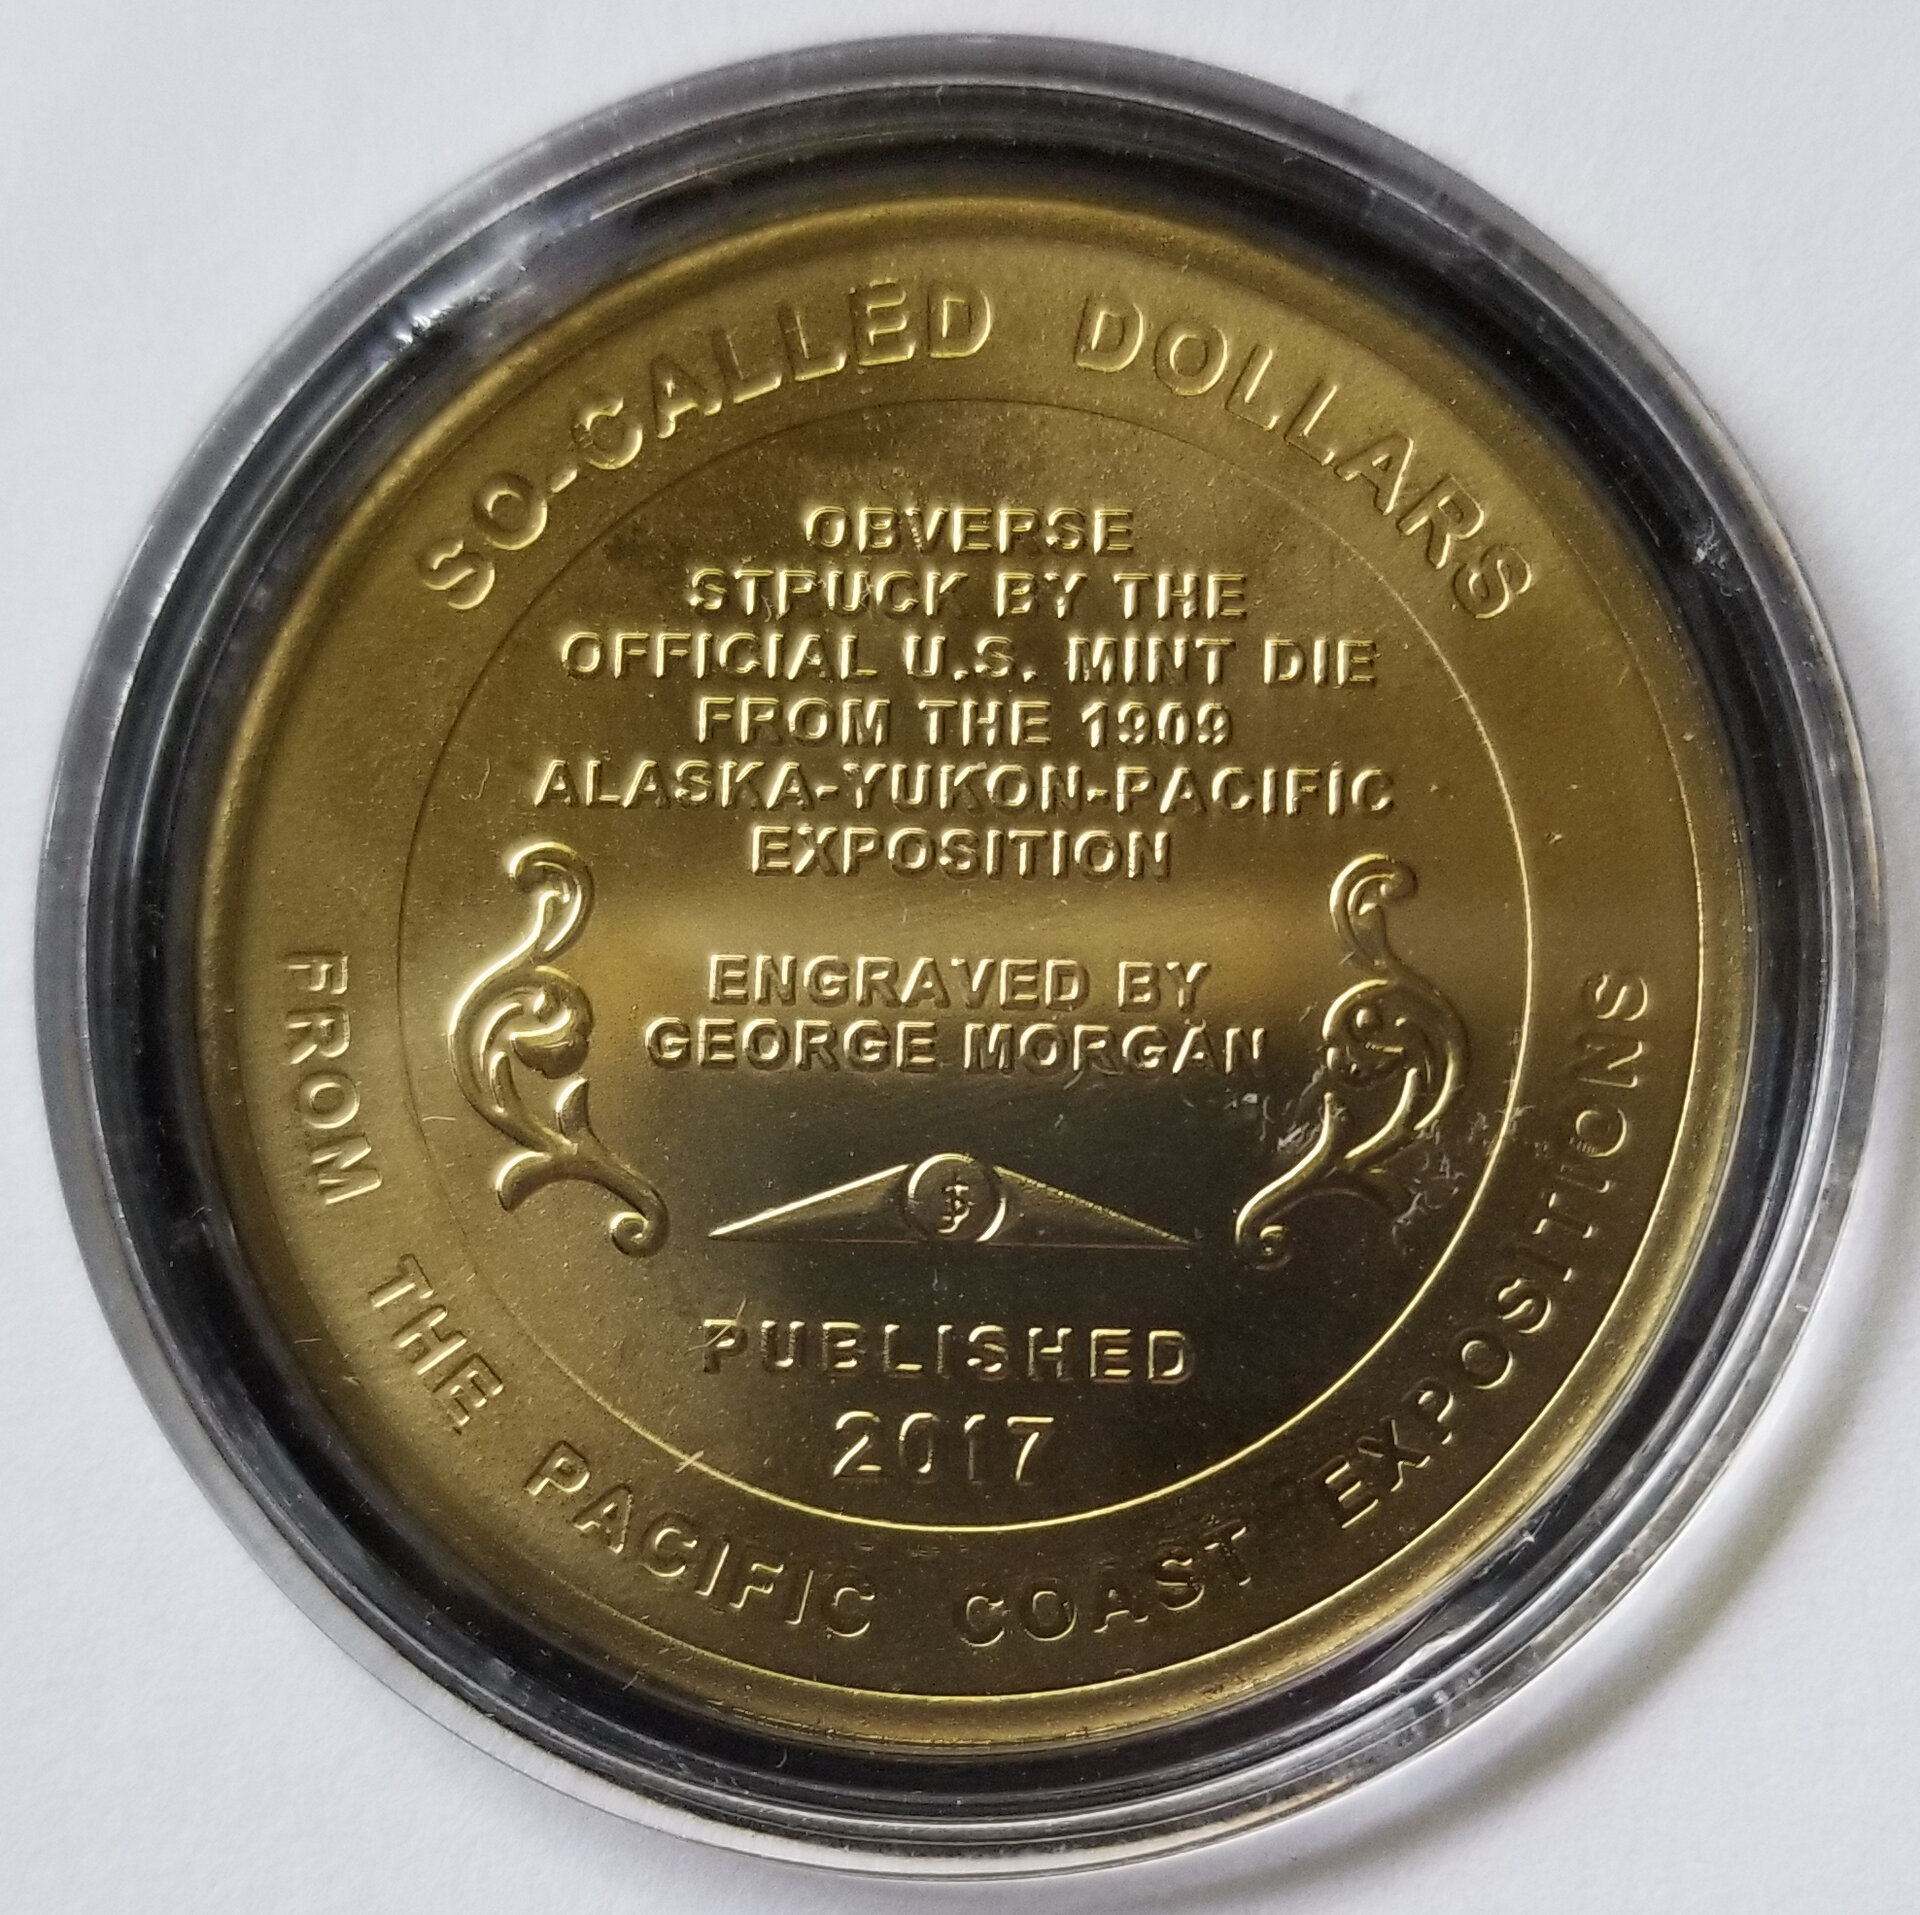 SO-CALLED DOLLARS
OBVERSE
STRUCK BY THE
OFFICIAL U.S. MINT DIE
FROM THE 1909
ALASKA-YUKON-PACIFIC
EXPOSITION
ENGRAVED BY
GEORGE MORGAN
PUBLISHED
2017
FROM THE PACIFIC COAST EXPOSITIONS